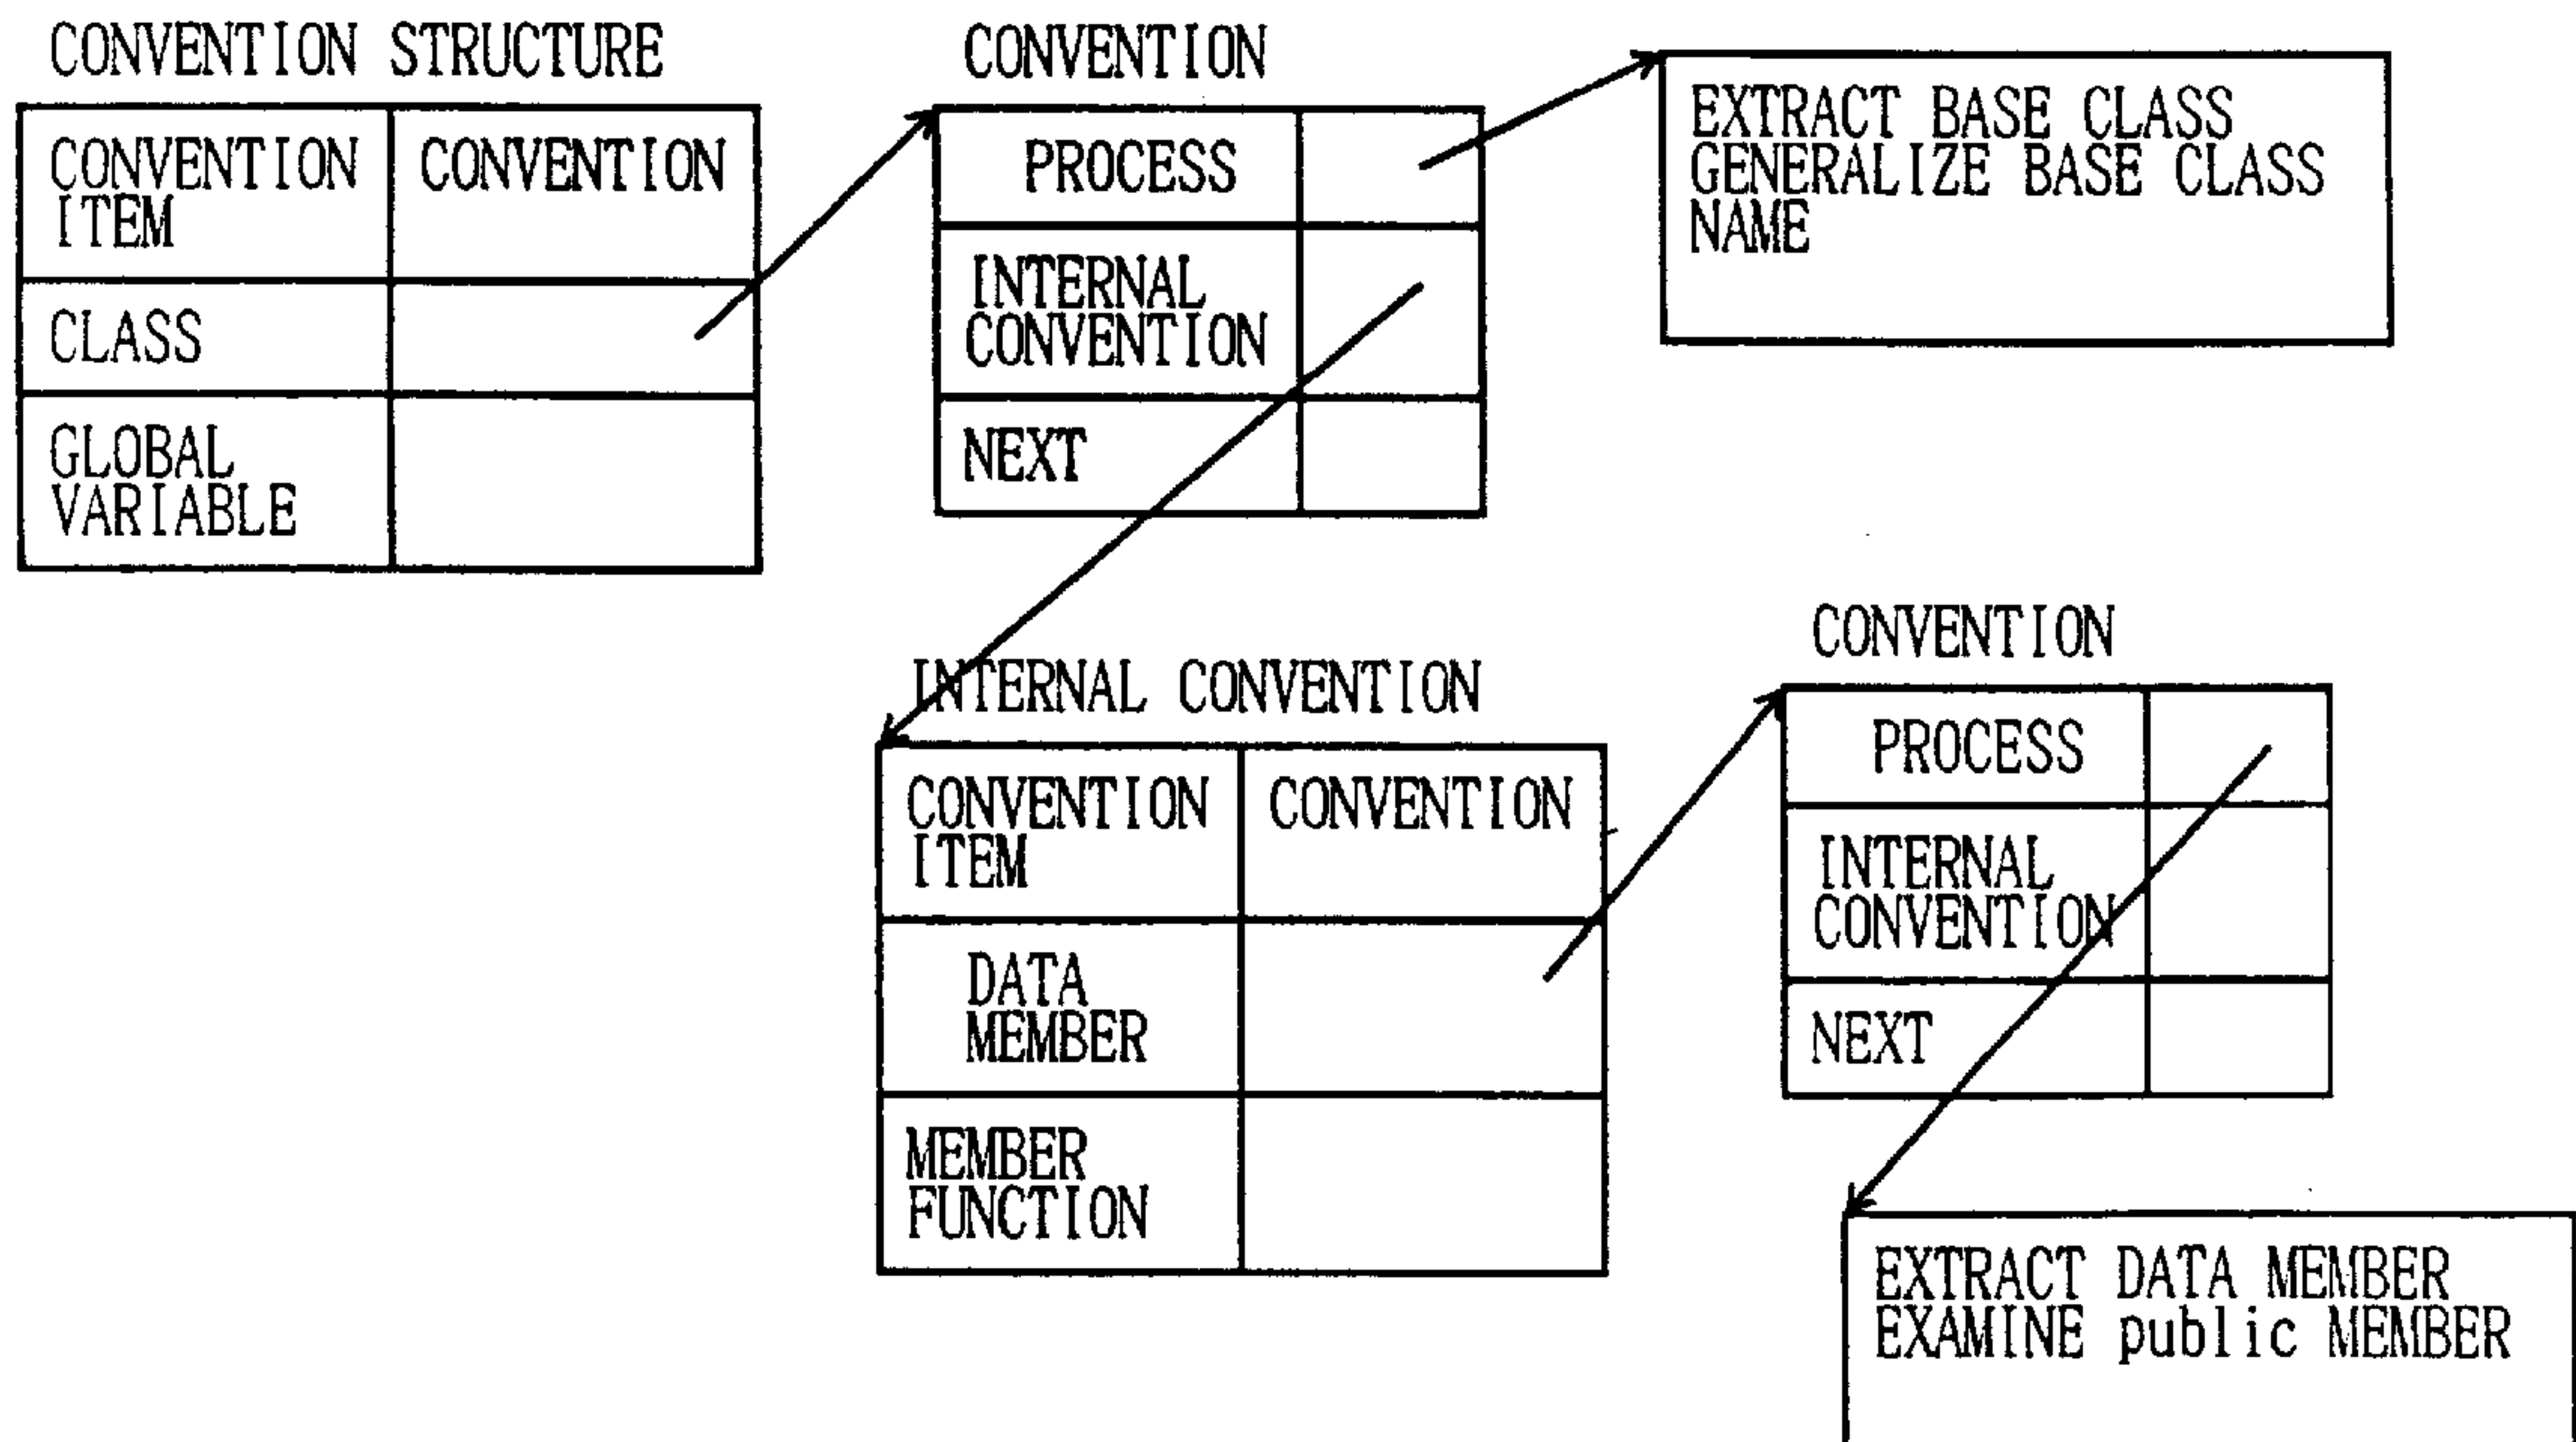 CONVENTION STRUCTURE
CONVENTION
ITEM
CONVENTION
CLASS
GLOBAL
VARIABLE
CONVENTION
PROCESS
INTERNAL
CONVENTION
NEXT
EXTRACT BASE CLASS
GENERALIZE BASE CLASS
NAME
INTERNAL CONVENTION
CONVENTION
ITEM
CONVENTION
DATA
MEMBER
MEMBER
FUNCTION
CONVENTION
PROCESS
INTERNAL
CONVENTION
NEXT
EXTRACT DATA MEMBER
EXAMINE public MEMBER